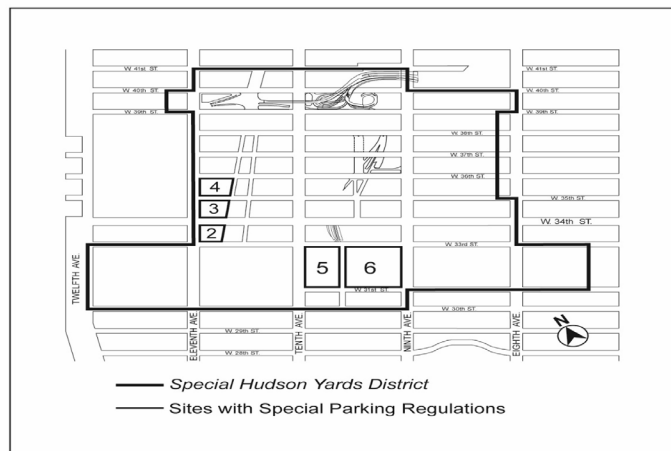 W. 41st ST.
W. 41st ST.
W. 40th ST.
W. 40th ST.
W. 39th ST.
W. 39th ST.
W. 38th ST.
W. 37th ST.
W. 36th ST.
4
3
W. 35th ST.
2
W. 34th ST.
W. 33rd ST.
5
6
W. 31st ST.
W. 30th ST.
TWELFTH AVE.
ELEVENTH AVE.
TENTH AVE.
NINTH AVE.
EIGHTH AVE.
W. 29th ST.
W. 28th ST.
N
Special Hudson Yards District
Sites with Special Parking Regulations